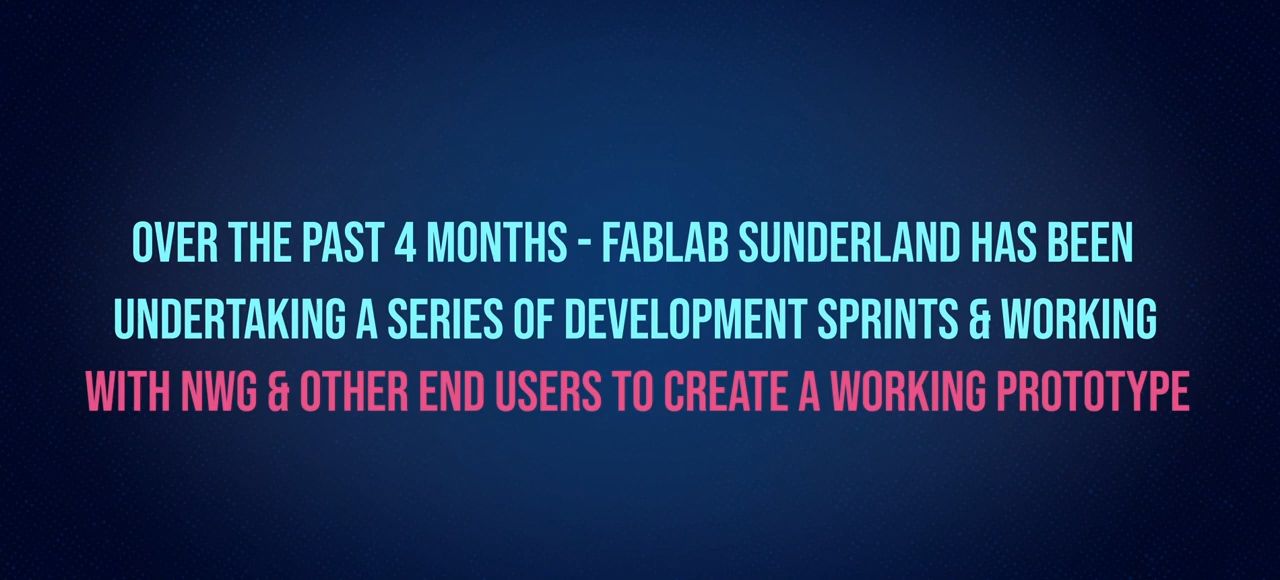 OVER THE PAST 4 MONTHS - FABLAB SUNDERLAND HAS BEEN
UNDERTAKING A SERIES OF DEVELOPMENT SPRINTS & WORKING
WITH NWG & OTHER END USERS TO CREATE A WORKING PROTOTYPE